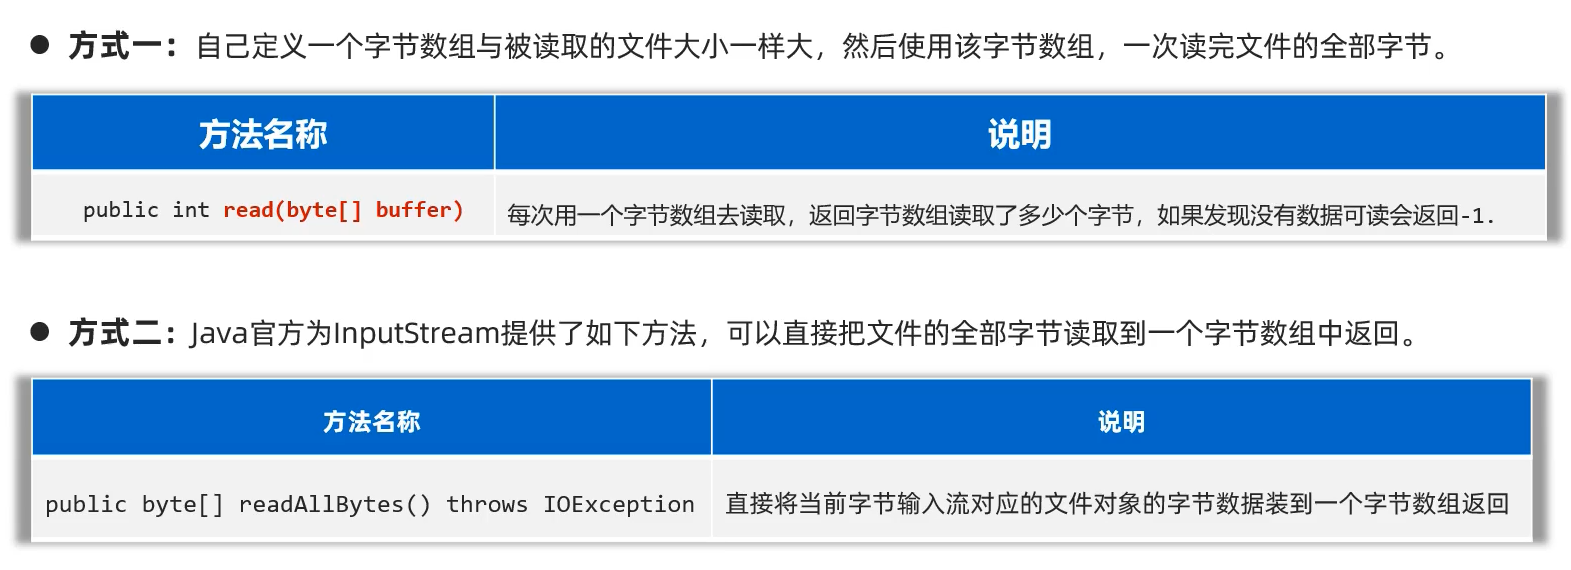 ● 方式一：自己定义一个字节数组与被读取的文件大小一样大，然后使用该字节数组，一次读完文件的全部字节。
方法名称 说明
public int read(byte[] buffer) 每次用一个字节数组去读取，返回字节数组读取了多少个字节，如果发现没有数据可读会返回-1.
● 方式二：Java官方为InputStream提供了如下方法，可以直接把文件的全部字节读取到一个字节数组中返回。
方法名称 说明
public byte[] readAllBytes() throws IOException 直接将当前字节输入流对应的文件对象的字节数据装到一个字节数组返回